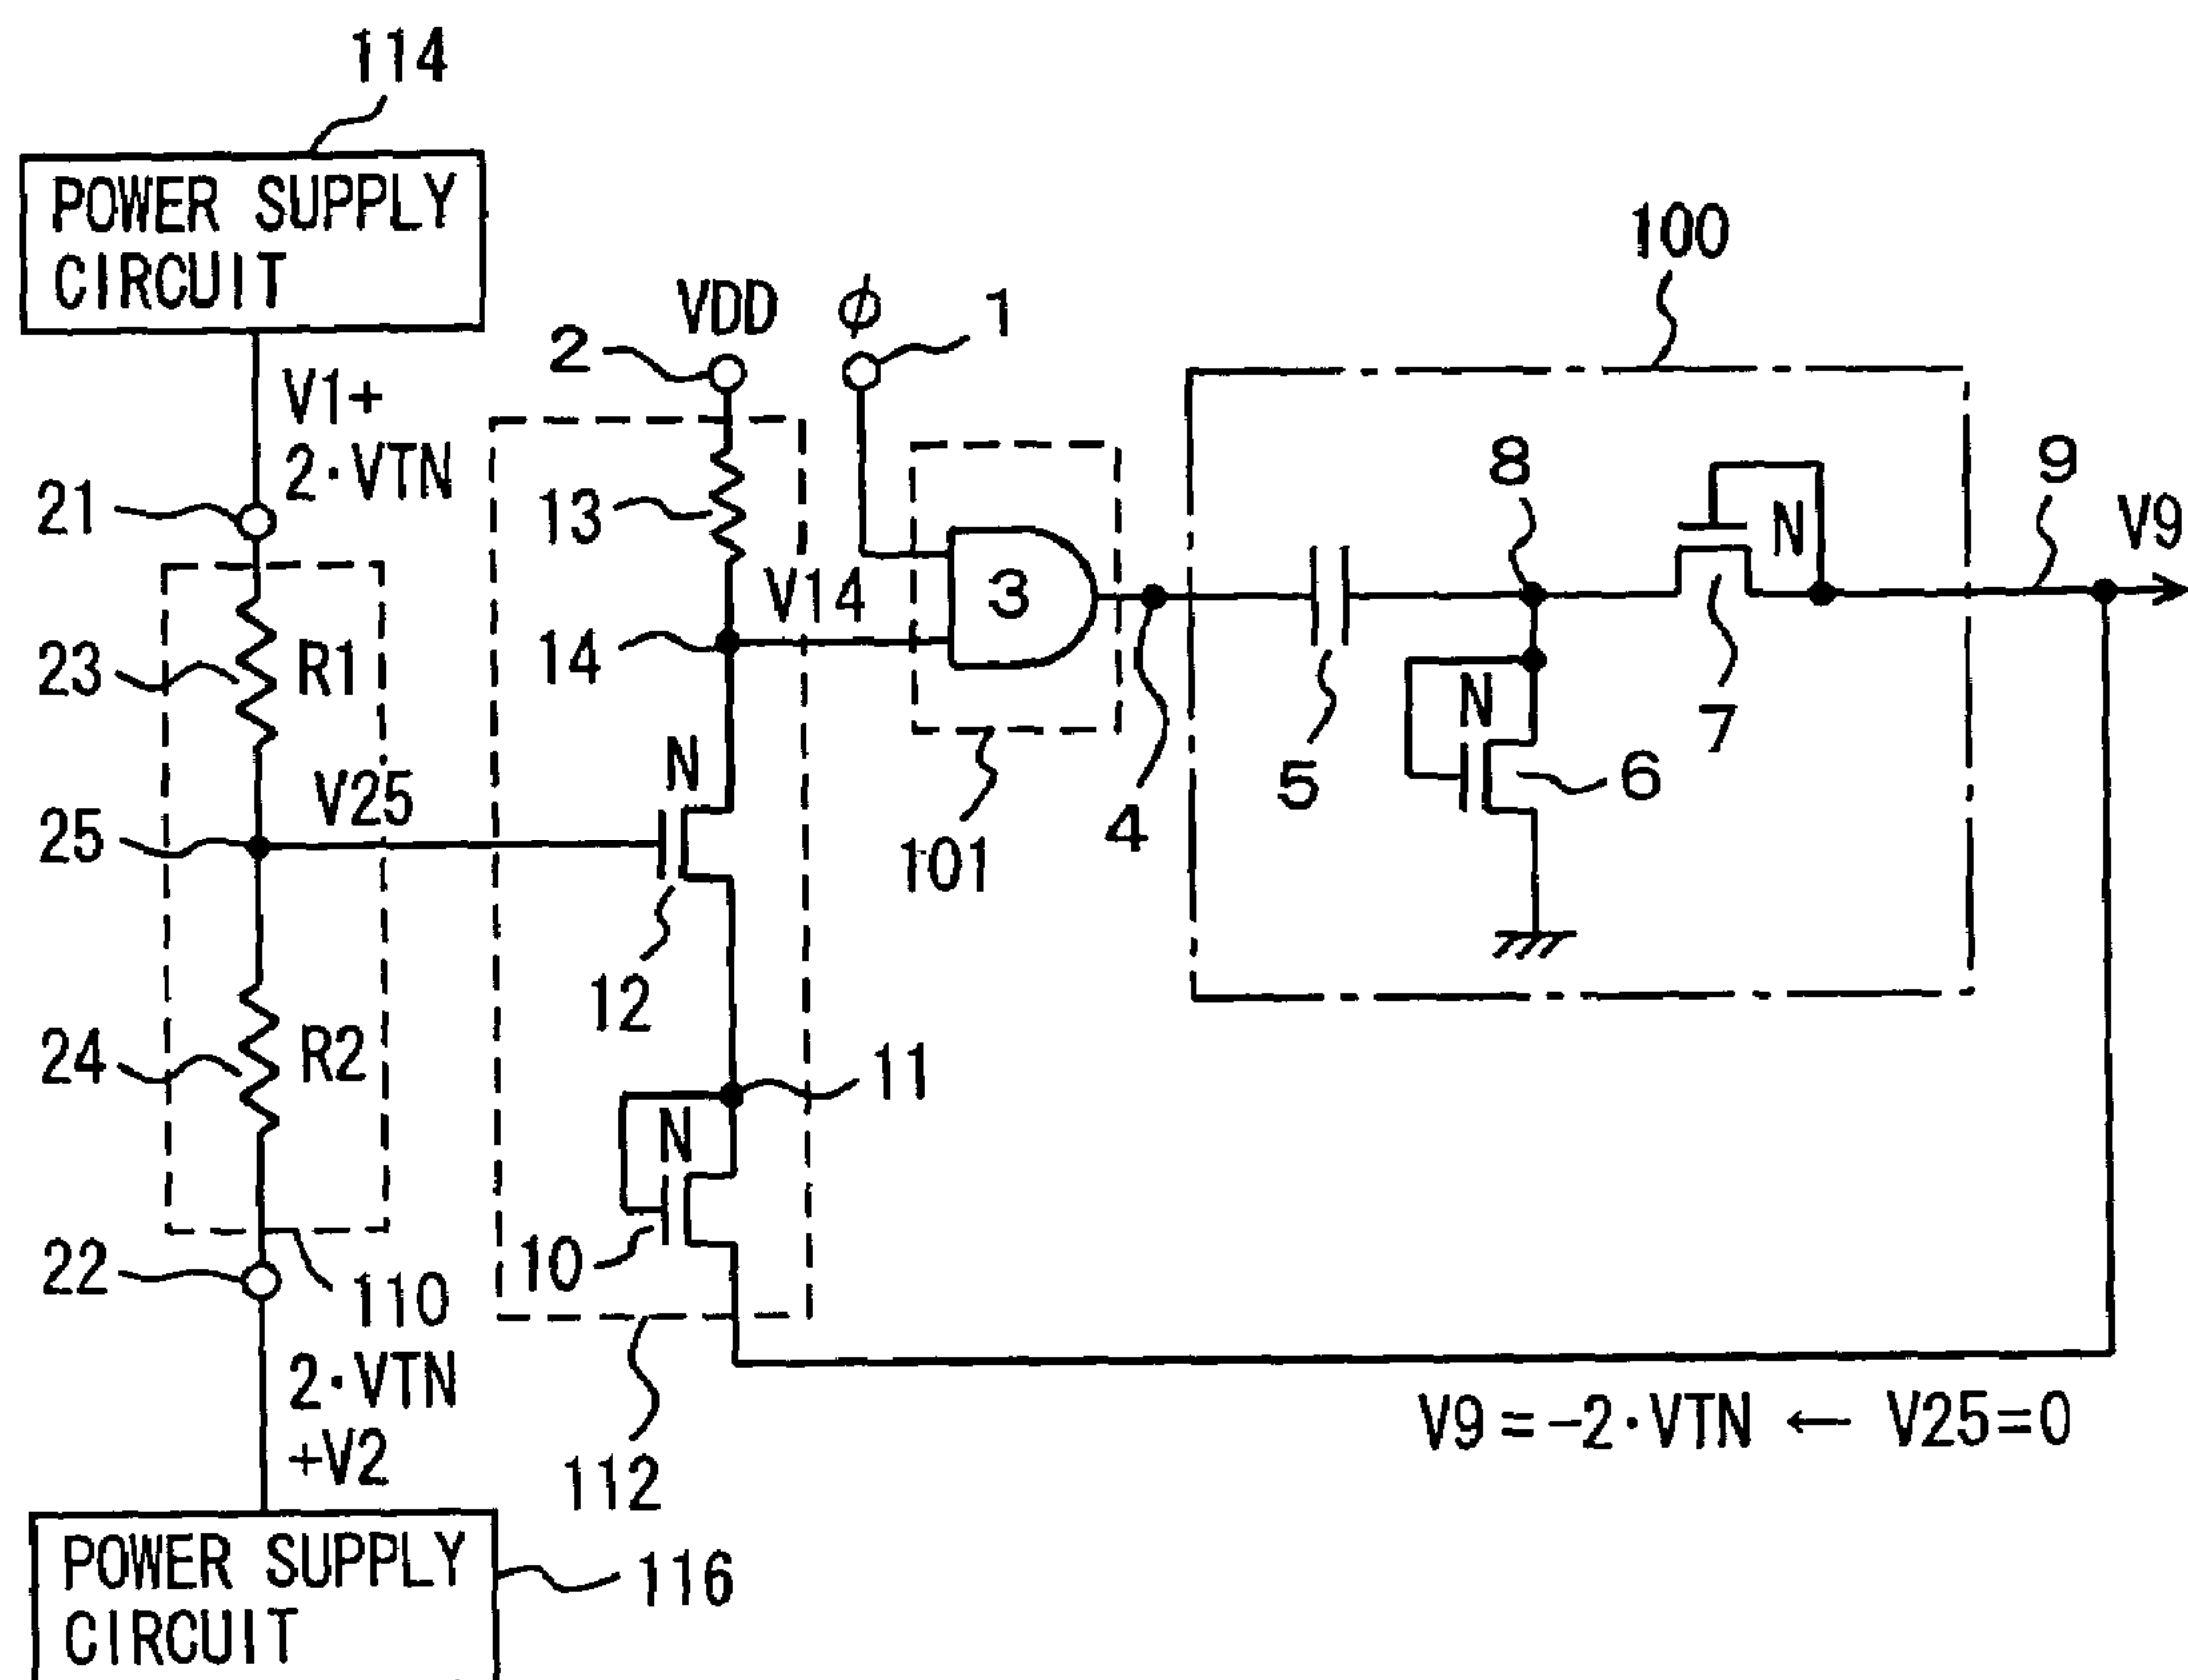 114
POWER SUPPLY
CIRCUIT
100
VDD
ϕ
1
2
V1+
2·VTN
21
13
8
9
N
V9
3
V14
14
23
R1
N
7
5
6
N
V25
25
4
101
12
24
R2
11
N
10
22
110
2·VTN
+V2
112
V9=-2·VTN ← V25=0
POWER SUPPLY
CIRCUIT
116